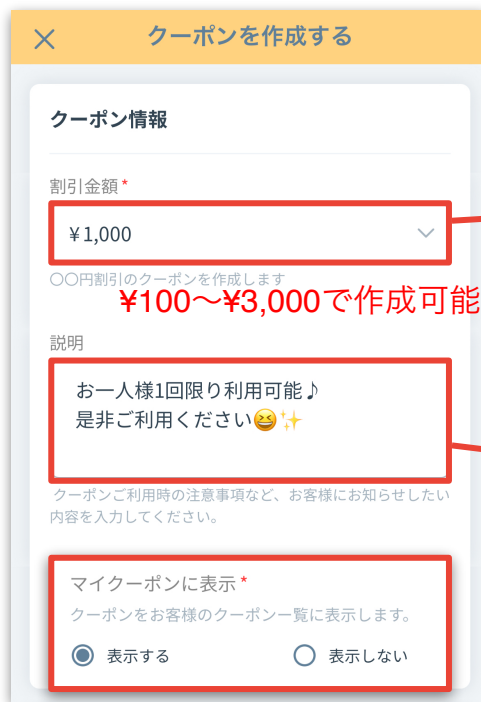 クーポンを作成する
クーポン情報
割引金額*
¥1,000
〇〇円割引のクーポンを作成します
¥100〜¥3,000で作成可能
説明
お一人様1回限り利用可能♪
是非ご利用ください😆✨
クーポンご利用時の注意事項など、お客様にお知らせしたい
内容を入力してください。
マイクーポンに表示*
クーポンをお客様のクーポン一覧に表示します。
表示する
表示しない